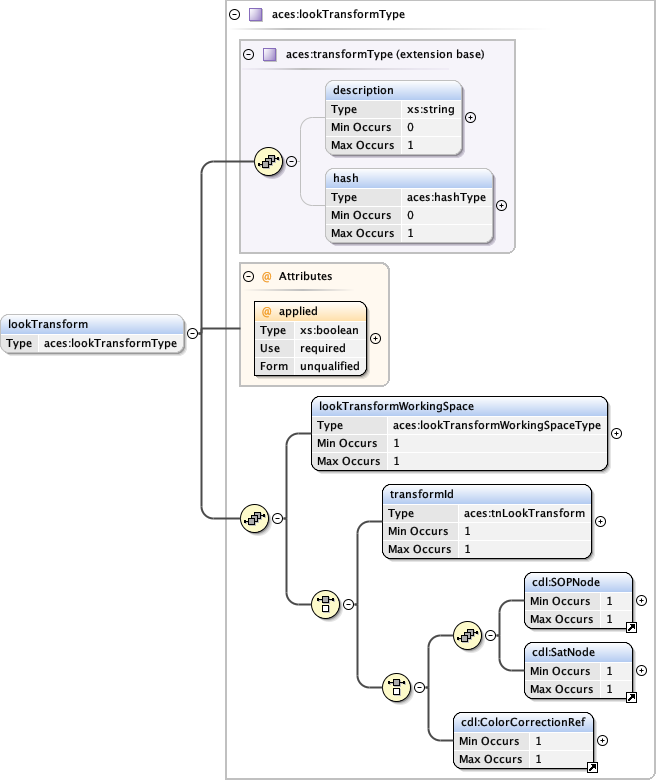 aces:lookTransformType
aces:transformType (extension base)
description
Type xs:string
Min Occurs 0
Max Occurs 1
hash
Type aces:hashType
Min Occurs 0
Max Occurs 1
@ Attributes
@ applied
Type xs:boolean
Use required
Form unqualified
lookTransform
Type aces:lookTransformType
lookTransformWorkingSpace
Type aces:lookTransformWorkingSpaceType
Min Occurs 1
Max Occurs 1
transformId
Type aces:tnLookTransform
Min Occurs 1
Max Occurs 1
cdl:SOPNode
Min Occurs 1
Max Occurs 1
cdl:SatNode
Min Occurs 1
Max Occurs 1
cdl:ColorCorrectionRef
Min Occurs 1
Max Occurs 1